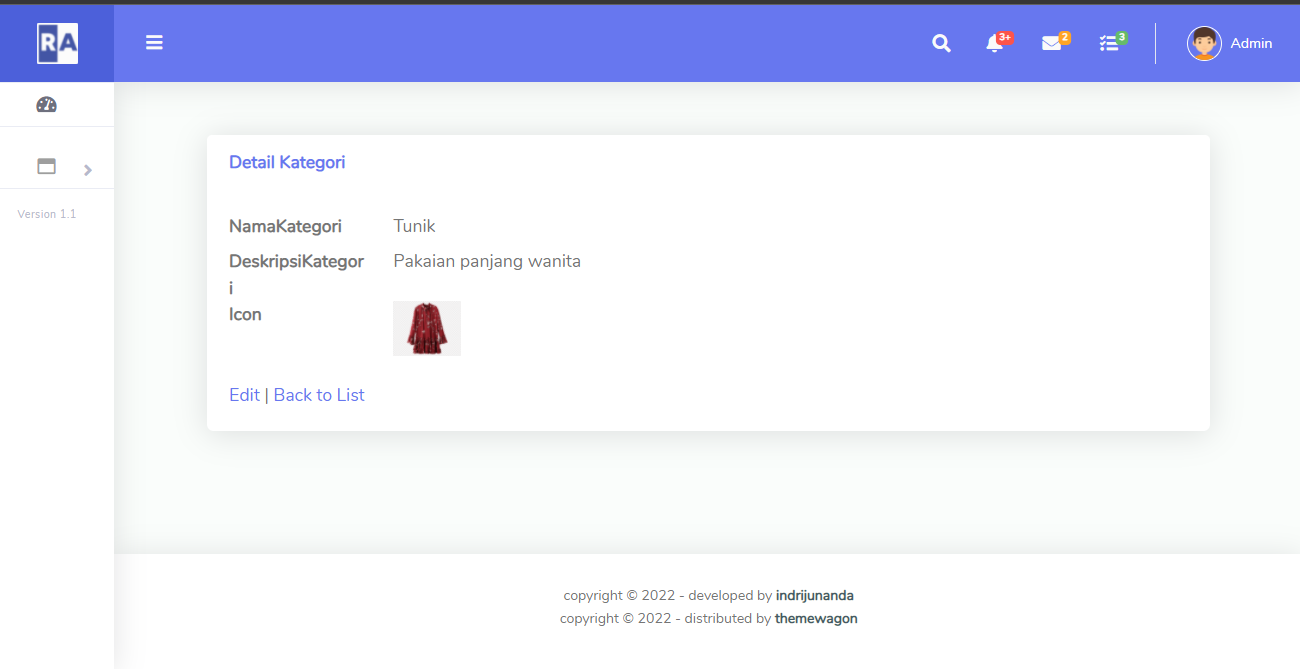 RA
3+
2
3
Admin
Version 1.1
Detail Kategori
NamaKategori Tunik
DeskripsiKategor Pakaian panjang wanita
i
Icon
Edit | Back to List
copyright © 2022 - developed by indrijunanda
copyright © 2022 - distributed by themewagon